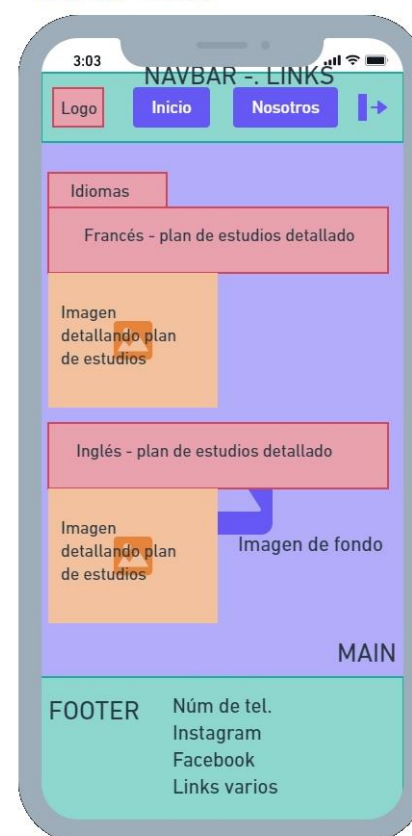 3:03
NAVBAR -. LINKS
Logo
Inicio
Nosotros
Idiomas
Francés - plan de estudios detallado
Imagen
detallando plan
de estudios
Inglés - plan de estudios detallado
Imagen
detallando plan
de estudios
Imagen de fondo
MAIN
FOOTER
Núm de tel.
Instagram
Facebook
Links varios